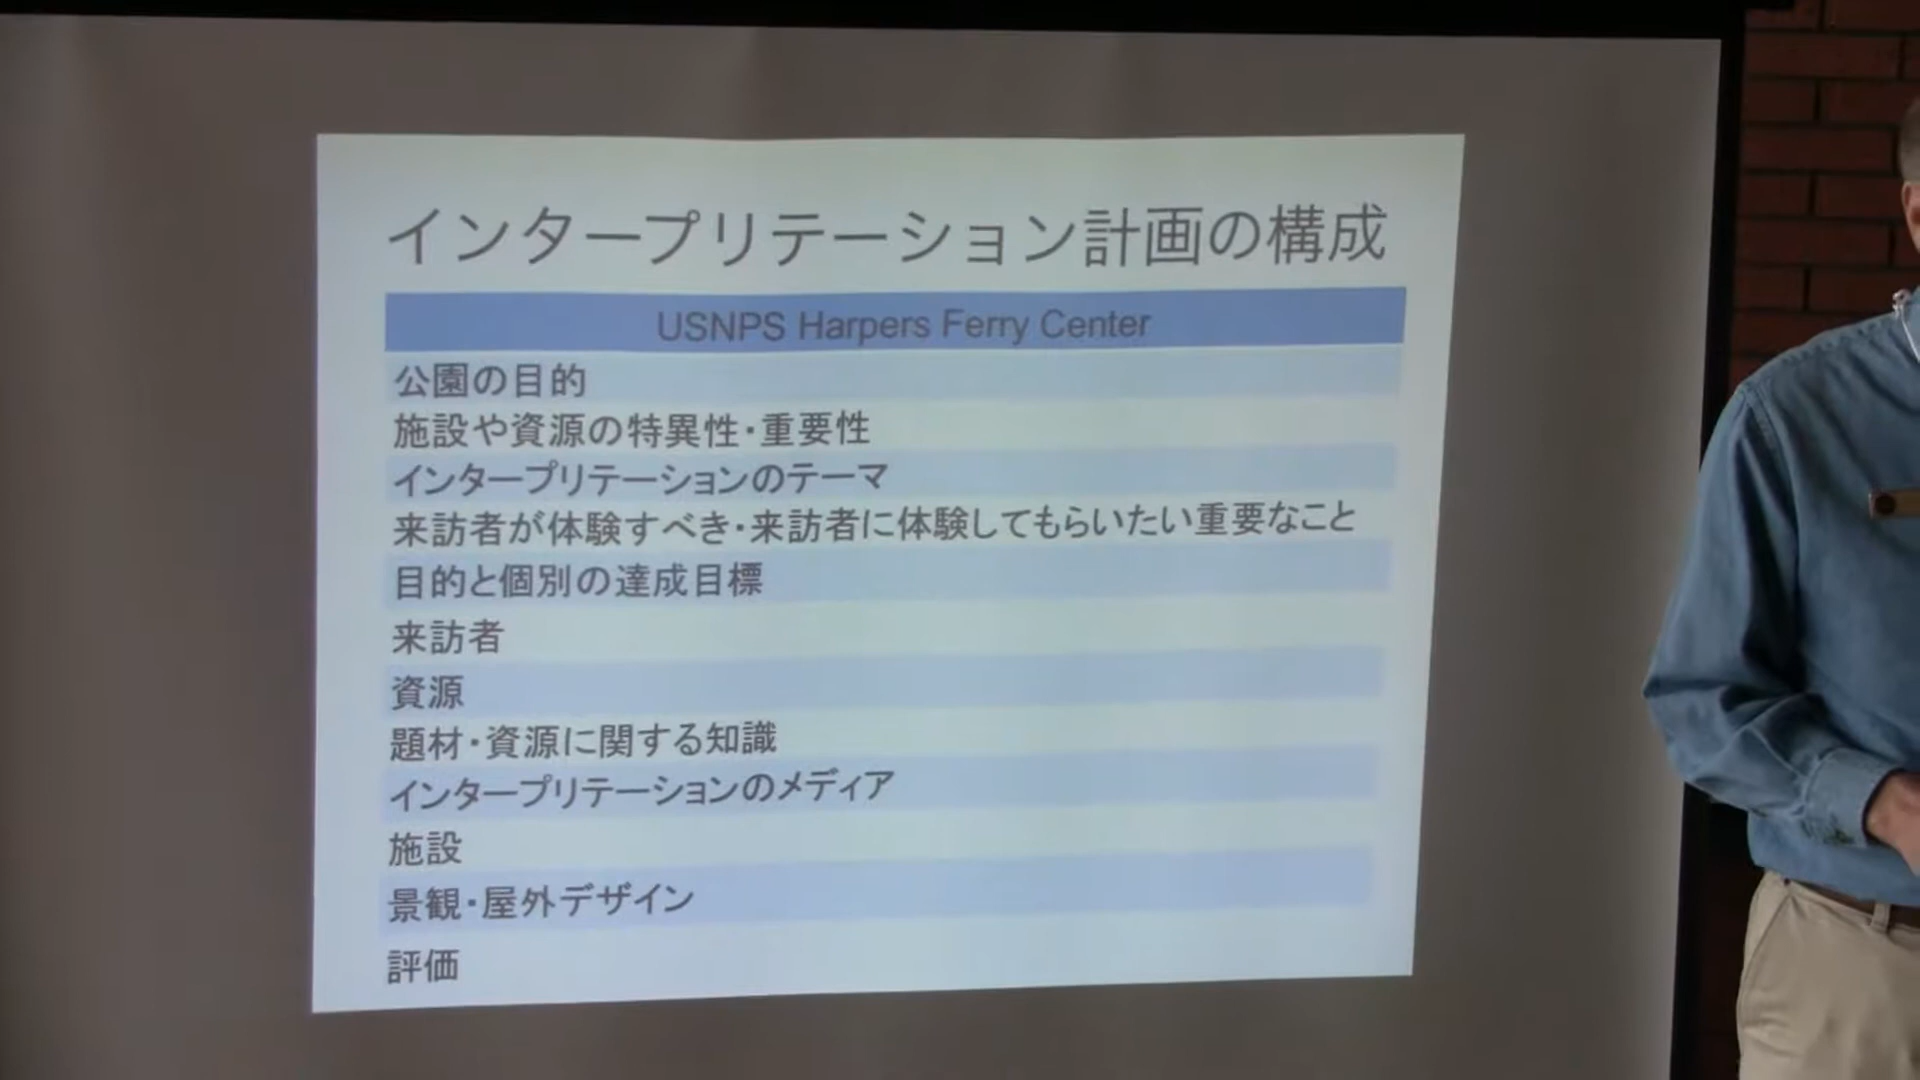 インタープリテーション計画の構成
USNPS Harpers Ferry Center
公園の目的
施設や資源の特異性・重要性
インタープリテーションのテーマ
来訪者が体験すべき・来訪者に体験してもらいたい重要なこと
目的と個別の達成目標
来訪者
資源
題材・資源に関する知識
インタープリテーションのメディア
施設
景観・屋外デザイン
評価